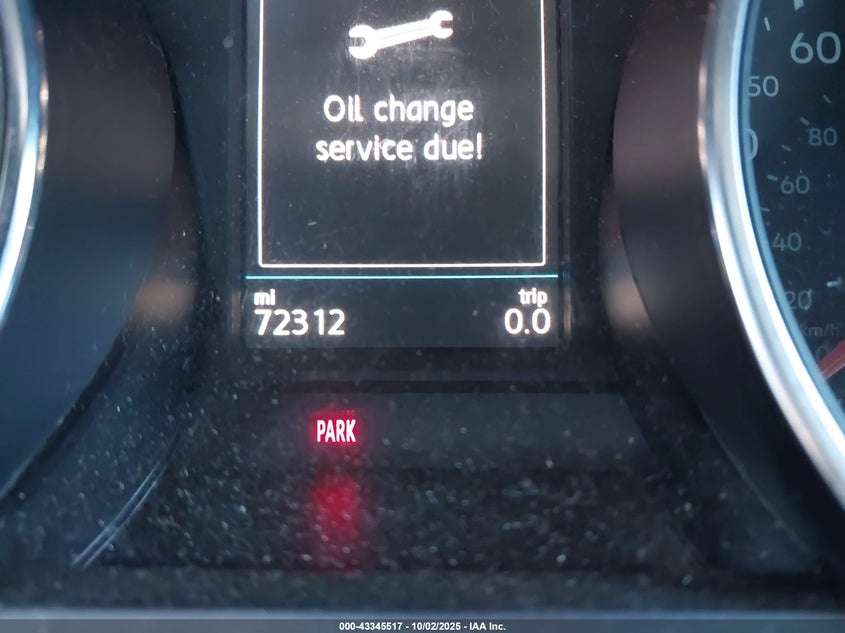 Oil change
service due!
mi
trip
72312
0.0
PARK
60
50
80
60
40
20
km/h
0
000-43345517 - 10/02/2025 - IAA Inc.